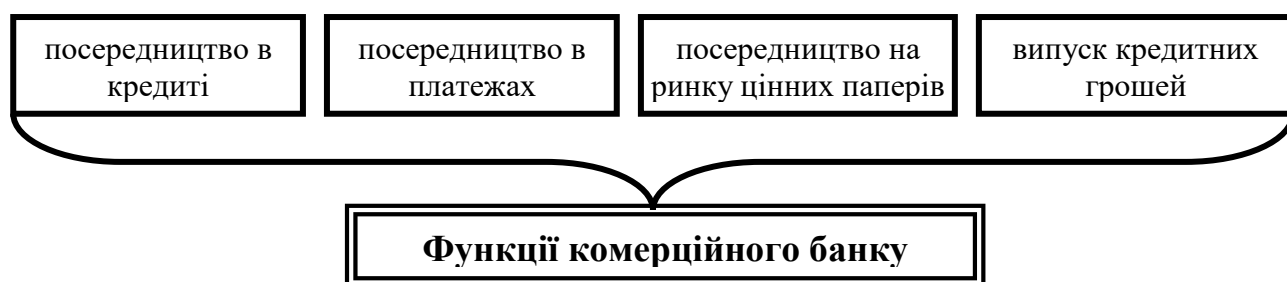 посередництво в
кредиті
посередництво в
платежах
посередництво на
ринку цінних паперів
випуск кредитних
грошей
Функції комерційного банку